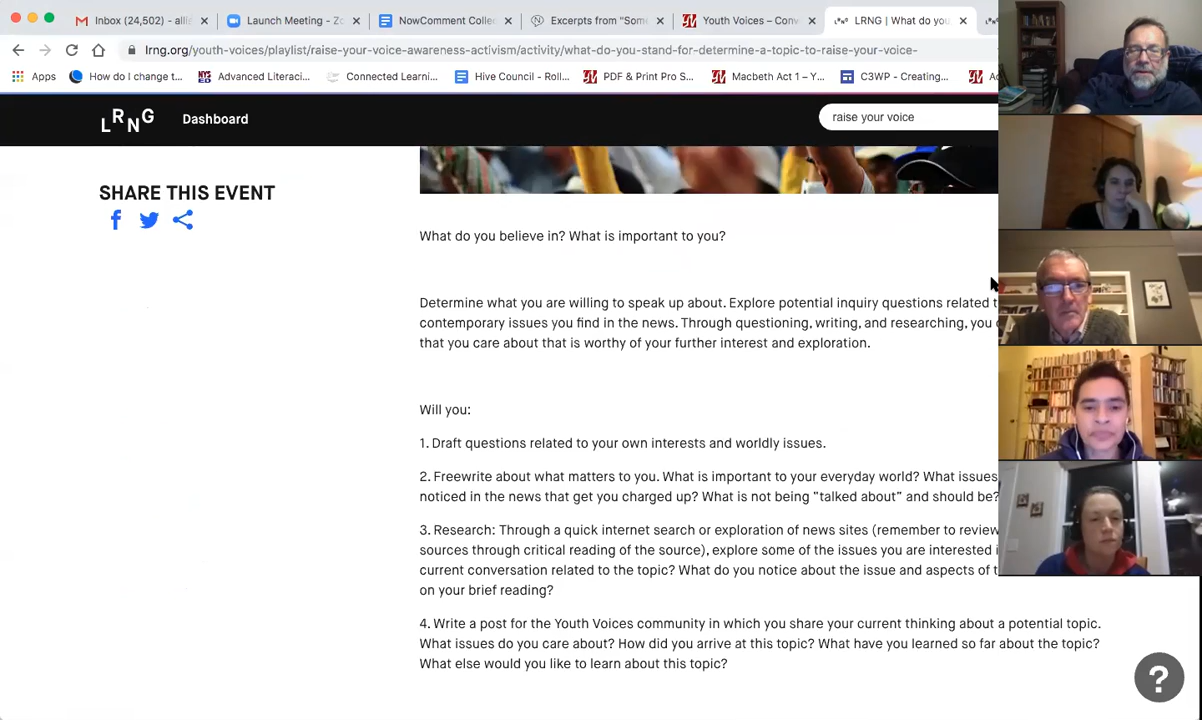 Inbox (24,502) - allis
Launch Meeting - Zo
NowComment Collec
Excerpts from "Some
Youth Voices – Conv
LRNG | What do you
lrng.org/youth-voices/playlist/raise-your-voice-awareness-activism/activity/what-do-you-stand-for-determine-a-topic-to-raise-your-voice-
Apps
How do I change t...
Advanced Literaci...
Connected Learni...
Hive Council - Roll...
PDF & Print Pro S...
Macbeth Act 1 – Y...
C3WP - Creating...
LRNG
Dashboard
raise your voice
SHARE THIS EVENT
What do you believe in? What is important to you?
Determine what you are willing to speak up about. Explore potential inquiry questions related
contemporary issues you find in the news. Through questioning, writing, and researching, you
that you care about that is worthy of your further interest and exploration.
Will you:
1. Draft questions related to your own interests and worldly issues.
2. Freewrite about what matters to you. What is important to your everyday world? What issues
noticed in the news that get you charged up? What is not being “talked about” and should be?
3. Research: Through a quick internet search or exploration of news sites (remember to review
sources through critical reading of the source), explore some of the issues you are interested
current conversation related to the topic? What do you notice about the issue and aspects of
on your brief reading?
4. Write a post for the Youth Voices community in which you share your current thinking about a potential topic.
What issues do you care about? How did you arrive at this topic? What have you learned so far about the topic?
What else would you like to learn about this topic?
?